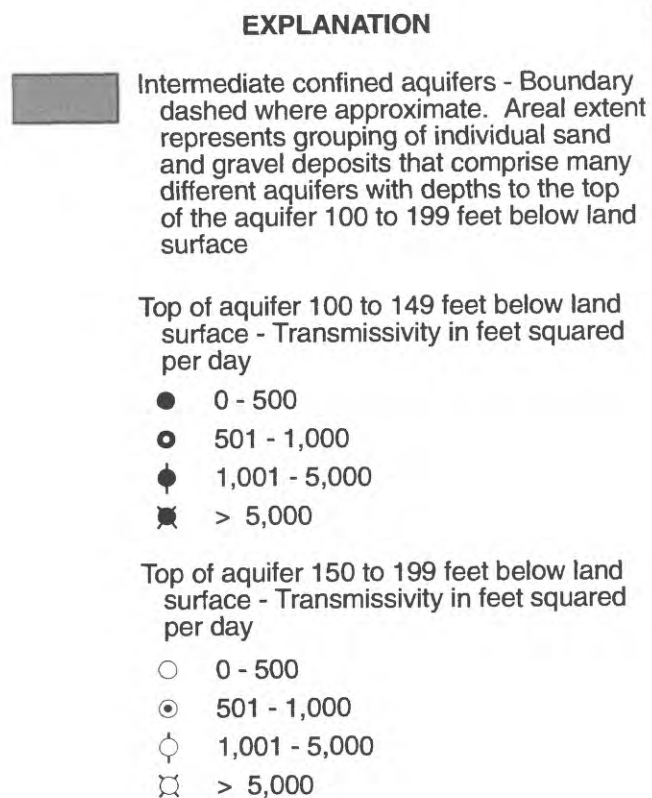 EXPLANATION
Intermediate confined aquifers - Boundary
dashed where approximate. Areal extent
represents grouping of individual sand
and gravel deposits that comprise many
different aquifers with depths to the top
of the aquifer 100 to 199 feet below land
surface
Top of aquifer 100 to 149 feet below land
surface - Transmissivity in feet squared
per day
0 - 500
501 - 1,000
1,001 - 5,000
> 5,000
Top of aquifer 150 to 199 feet below land
surface - Transmissivity in feet squared
per day
0 - 500
501 - 1,000
1,001 - 5,000
> 5,000